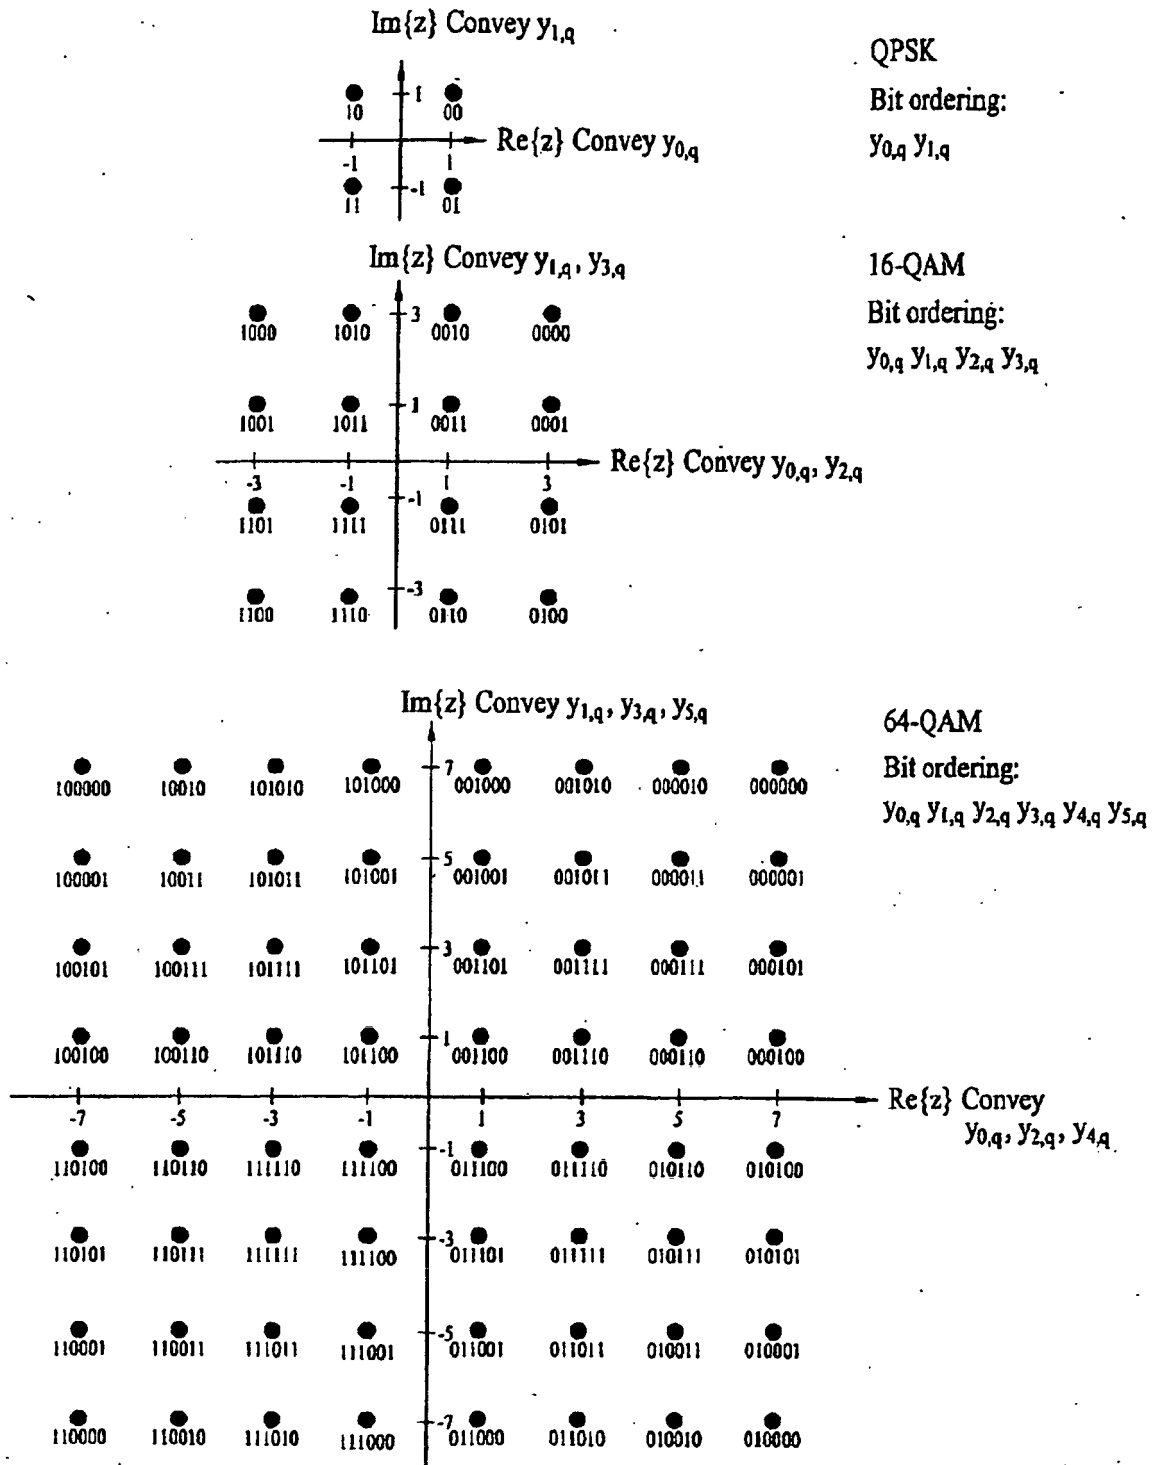 Im{z} Convey y1,q
QPSK
Bit ordering:
y0,q y1,q
1
10 00
Re{z} Convey y0,q
-1 1
-1
11 01
Im{z} Convey y1,q, y3,q
16-QAM
Bit ordering:
y0,q y1,q y2,q y3,q
3
1000 1010 0010 0000
1
1001 1011 0011 0001
Re{z} Convey y0,q, y2,q
-3 -1 1 3
-1
1101 1111 0111 0101
-3
1100 1110 0110 0100
Im{z} Convey y1,q, y3,q, y5,q
64-QAM
Bit ordering:
y0,q y1,q y2,q y3,q y4,q y5,q
7
100000 10010 101010 101000 001000 001010 000010 000000
5
100001 10011 101011 101001 001001 001011 000011 000001
3
100101 100111 101111 101101 001101 001111 000111 000101
1
100100 100110 101110 101100 001100 001110 000110 000100
Re{z} Convey
y0,q, y2,q, y4,q
-7 -5 -3 -1 1 3 5 7
-1
110100 110110 111110 111100 011100 011110 010110 010100
-3
110101 110111 111111 111100 011101 011111 010111 010101
-5
110001 110011 111011 111001 011001 011011 010011 010001
-7
110000 110010 111010 111000 011000 011010 010010 010000